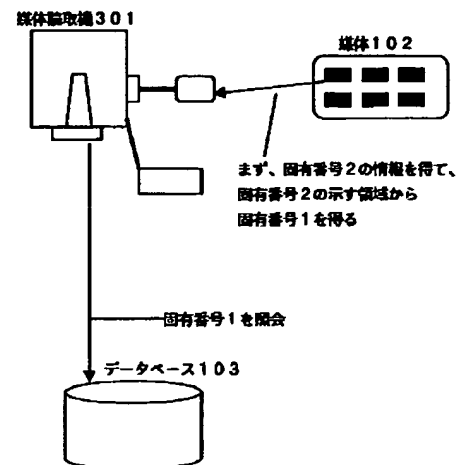 媒体読取機301
媒体102
まず、固有番号2の情報を得て、
固有番号2の示す領域から
固有番号1を得る
固有番号1を照会
データベース103